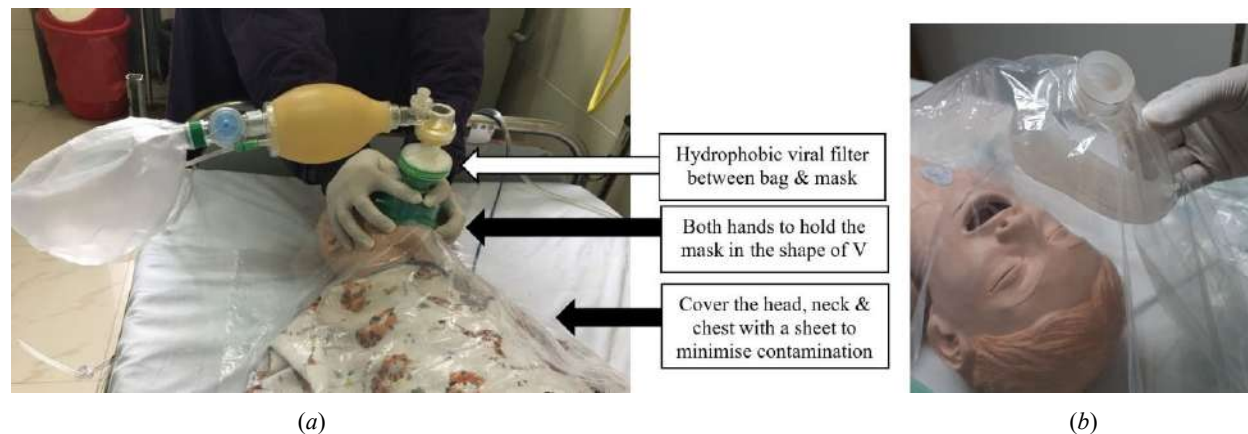 Hydrophobic viral filter
between bag & mask
Both hands to hold the
mask in the shape of V
Cover the head, neck &
chest with a sheet to
minimise contamination
(a)
(b)